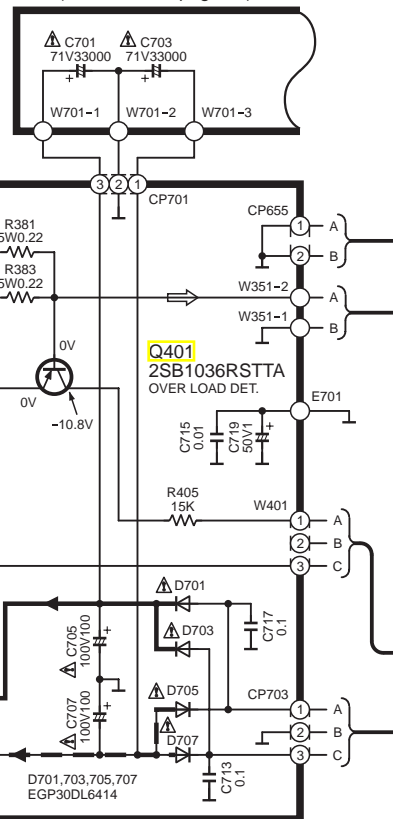 C701
71V33000
C703
71V33000
+
+
W701-1
W701-2
W701-3
3
2
1
CP701
R381
5W0.22
R383
5W0.22
CP655
1
A
2
B
W351-2
A
W351-1
B
0V
Q401
2SB1036RSTTA
OVER LOAD DET.
0V
-10.8V
E701
C715
0.01
C719
50V1
+
R405
15K
W401
1
A
2
B
3
C
D701
D703
C717
0.1
C705
100V100
+
D705
CP703
1
A
C707
100V100
+
D707
2
B
3
C
C713
0.1
D701,703,705,707
EGP30DL6414